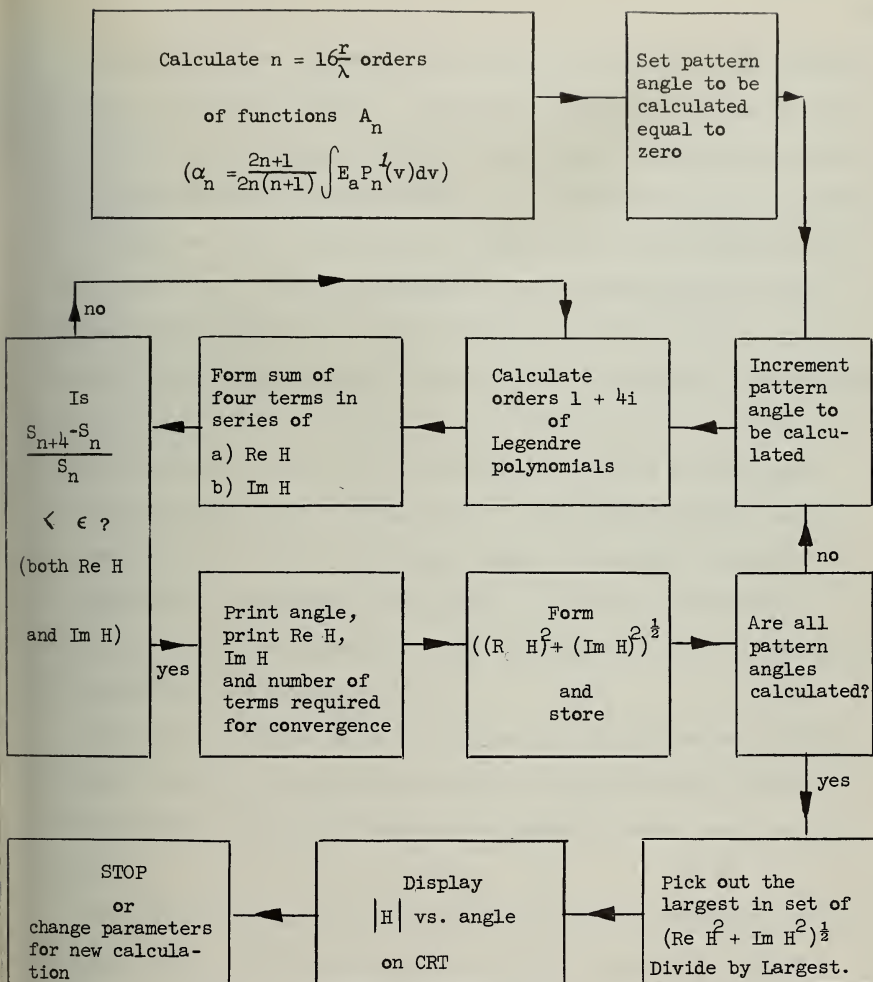 Calculate n = 16 r/λ orders
of functions A_n
(α_n = 2n+1 / 2n(n+1) ∫ E_a P_n^1(v)dv)
Set pattern
angle to be
calculated
equal to
zero
Increment
pattern
angle to
be calcu-
lated
Calculate
orders 1 + 4i
of
Legendre
polynomials
Form sum of
four terms in
series of
a) Re H
b) Im H
no
Is
S_{n+4} - S_n
S_n
< ϵ ?
(both Re H
and Im H)
yes
Print angle,
print Re H,
Im H
and number of
terms required
for convergence
Form
((R H)^2 + (Im H)^2)^{1/2}
and
store
Are all
pattern
angles
calculated?
no
yes
Pick out the
largest in set of
(Re H^2 + Im H^2)^{1/2}
Divide by Largest.
Display
|H| vs. angle
on CRT
STOP
or
change parameters
for new calcula-
tion